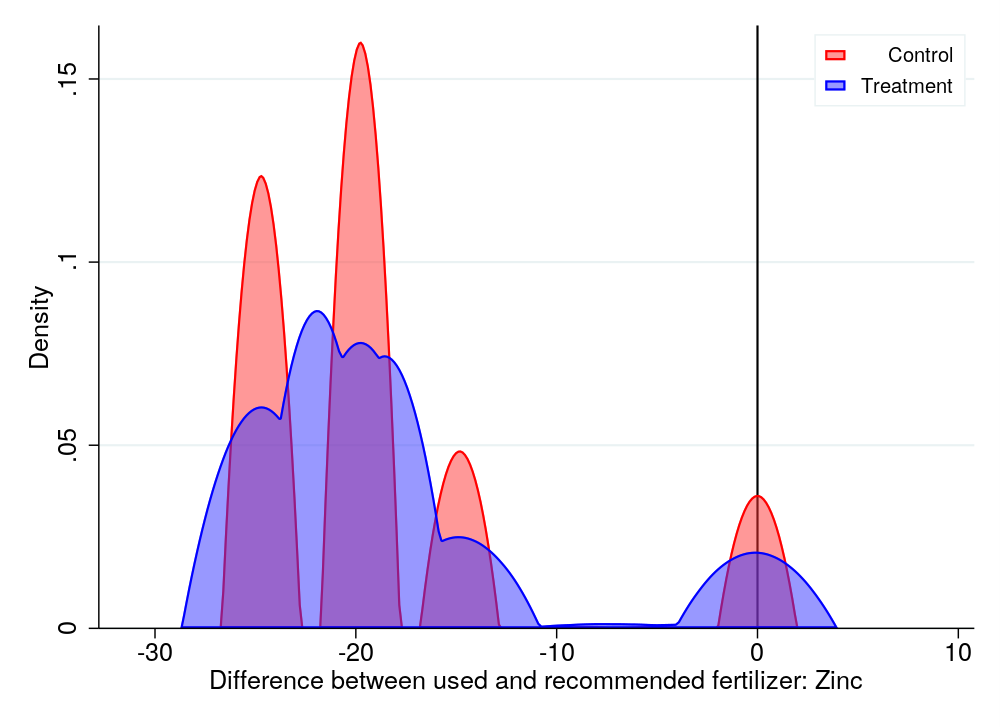 Control
Treatment
Density
.15
.1
.05
0
-30 -20 -10 0 10
Difference between used and recommended fertilizer: Zinc